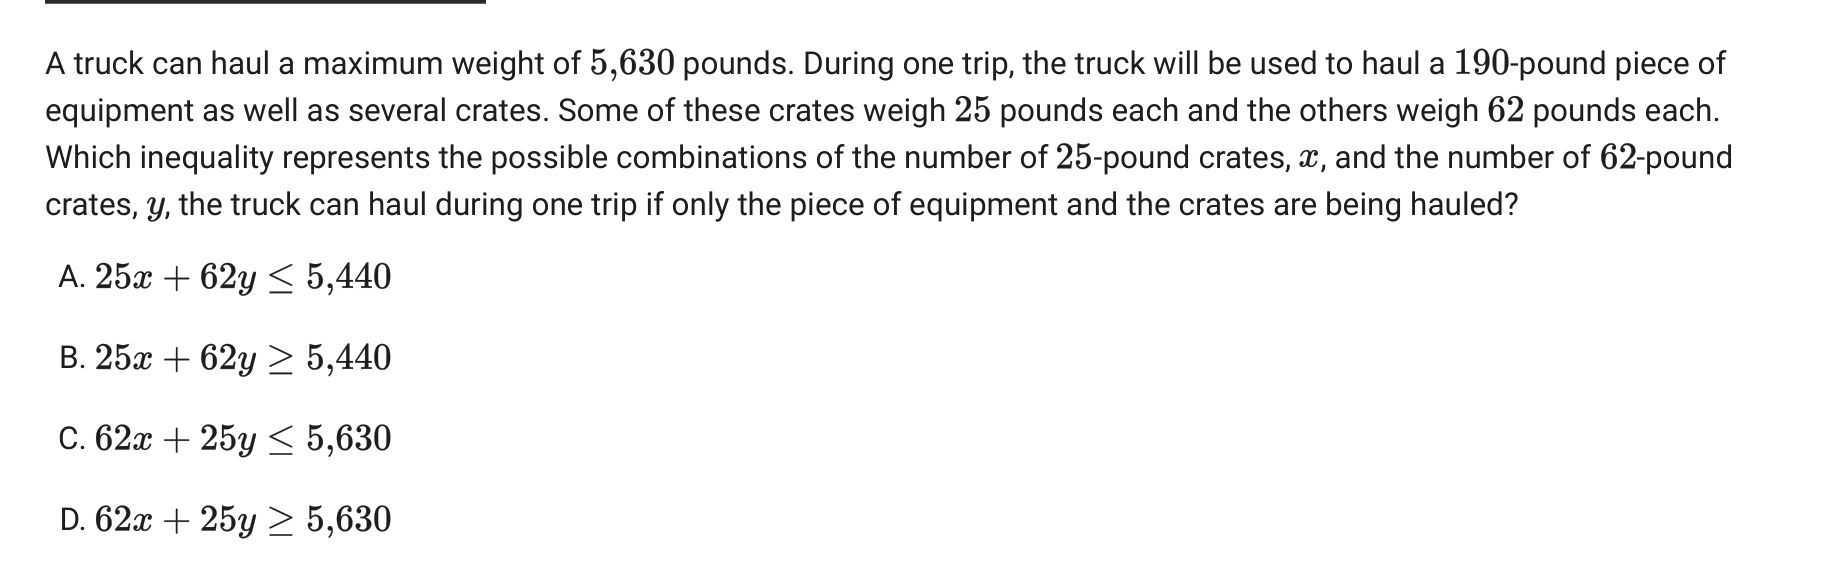 A truck can haul a maximum weight of 5,630 pounds. During one trip, the truck will be used to haul a 190-pound piece of
equipment as well as several crates. Some of these crates weigh 25 pounds each and the others weigh 62 pounds each.
Which inequality represents the possible combinations of the number of 25-pound crates, x, and the number of 62-pound
crates, y, the truck can haul during one trip if only the piece of equipment and the crates are being hauled?
A. 25x + 62y ≤ 5,440
B. 25x + 62y ≥ 5,440
C. 62x + 25y ≤ 5,630
D. 62x + 25y ≥ 5,630